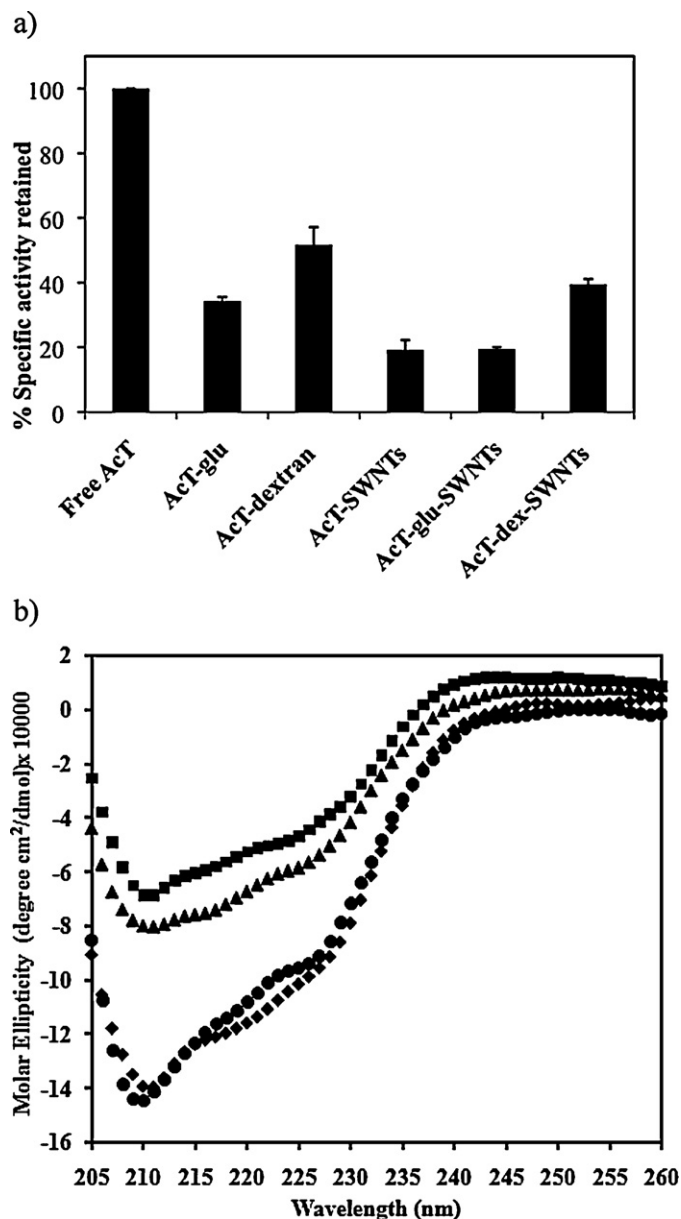 a)
% Specific activity retained
100
80
60
40
20
0
Free AcT
AcT-glu
AcT-dextran
AcT-SWNTs
AcT-glu-SWNTs
AcT-dex-SWNTs
b)
Molar Ellipticity (degree cm²/dmol)x 10000
2
0
-2
-4
-6
-8
-10
-12
-14
-16
205 210 215 220 225 230 235 240 245 250 255 260
Wavelength (nm)